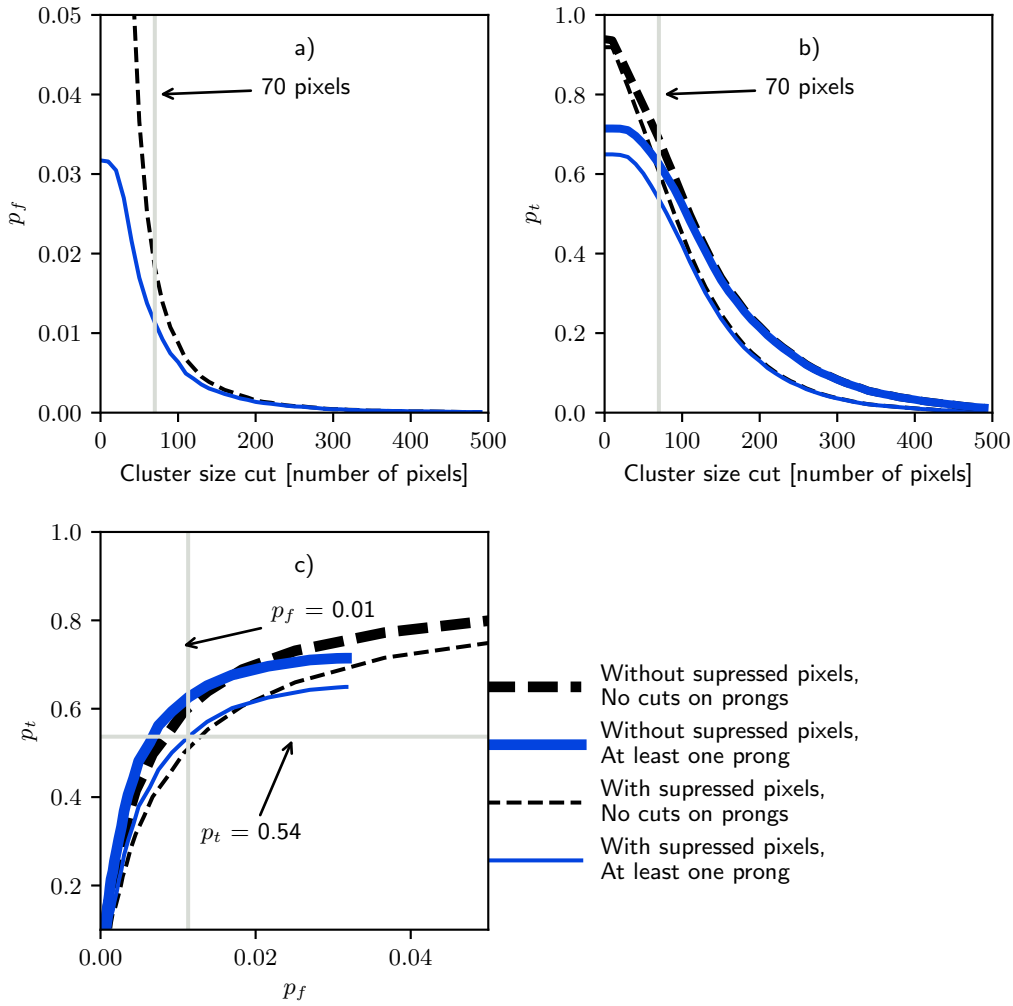 a)
70 pixels
0.05
0.04
0.03
0.02
0.01
0.00
p_f
0
100
200
300
400
500
Cluster size cut [number of pixels]
b)
70 pixels
1.0
0.8
0.6
0.4
0.2
0.0
p_t
0
100
200
300
400
500
Cluster size cut [number of pixels]
c)
p_f = 0.01
p_t = 0.54
1.0
0.8
0.6
0.4
0.2
p_t
0.00
0.02
0.04
p_f
Without supressed pixels,
No cuts on prongs
Without supressed pixels,
At least one prong
With supressed pixels,
No cuts on prongs
With supressed pixels,
At least one prong